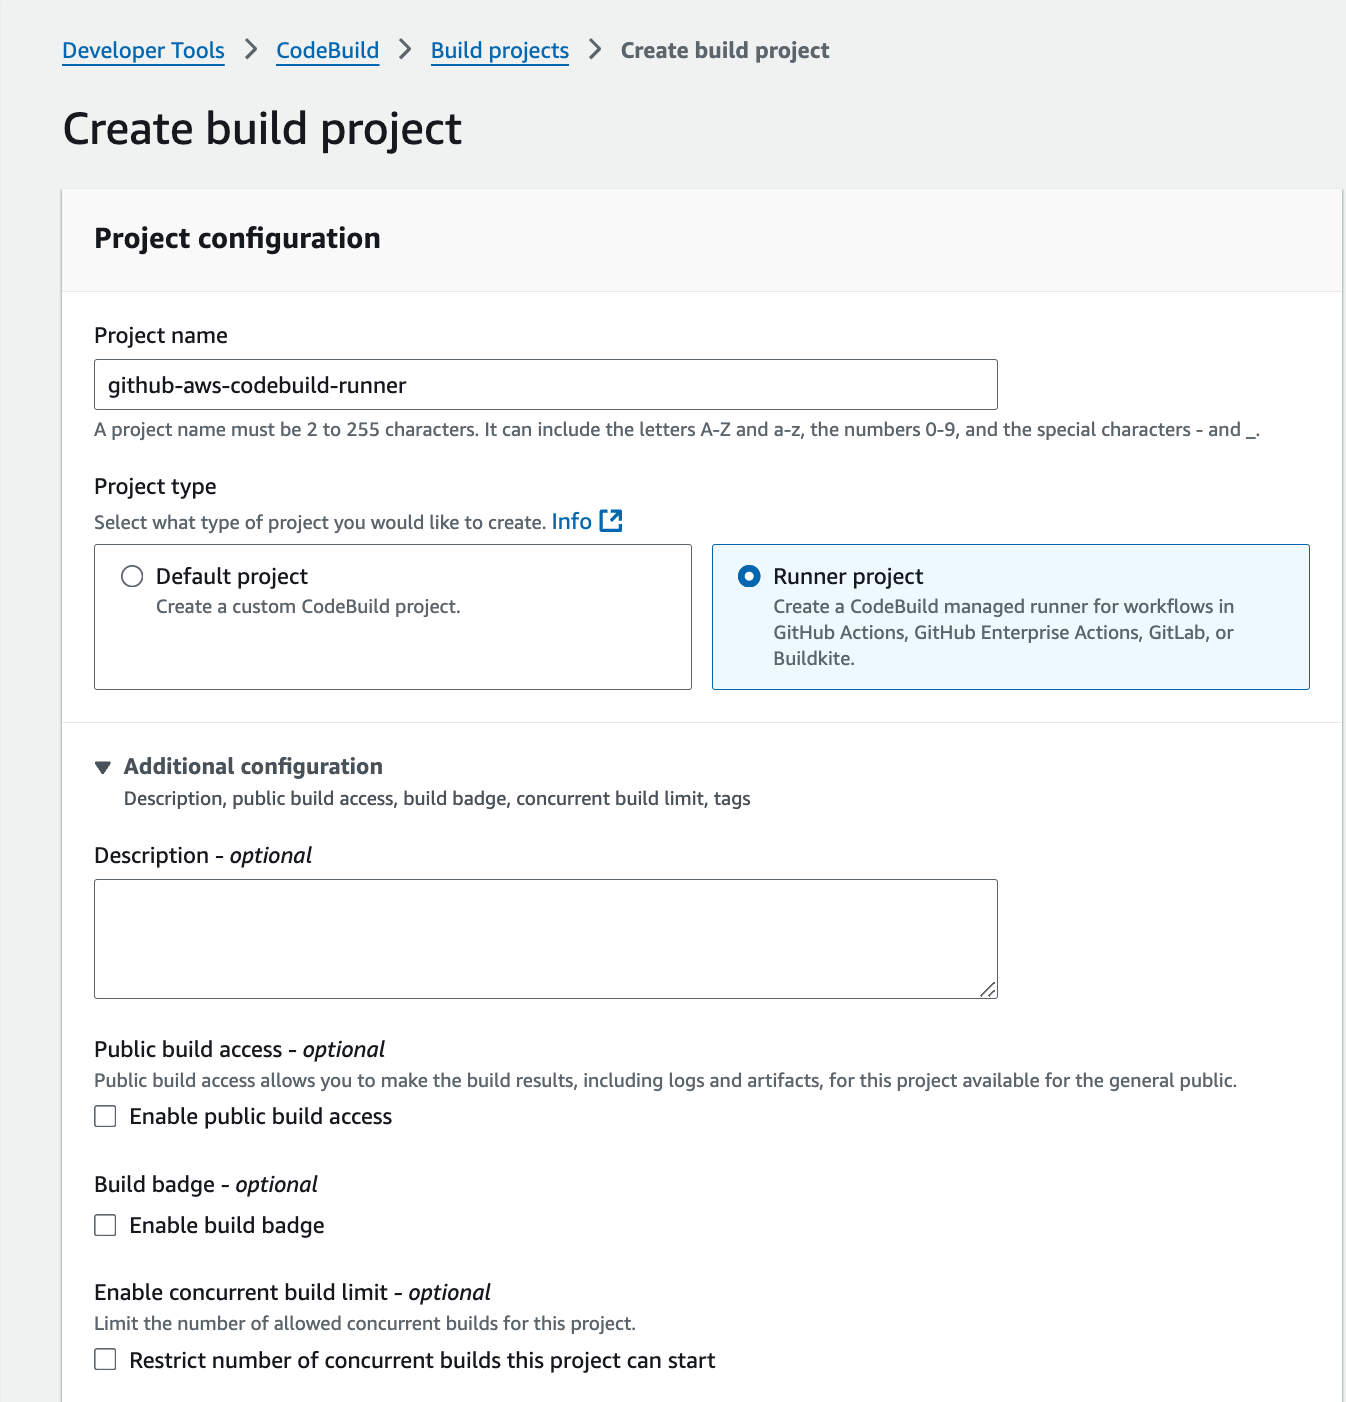 Developer Tools > CodeBuild > Build projects > Create build project
Create build project
Project configuration
Project name
github-aws-codebuild-runner
A project name must be 2 to 255 characters. It can include the letters A-Z and a-z, the numbers 0-9, and the special characters - and _.
Project type
Select what type of project you would like to create. Info
Default project
Create a custom CodeBuild project.
Runner project
Create a CodeBuild managed runner for workflows in
GitHub Actions, GitHub Enterprise Actions, GitLab, or
Buildkite.
Additional configuration
Description, public build access, build badge, concurrent build limit, tags
Description - optional
Public build access - optional
Public build access allows you to make the build results, including logs and artifacts, for this project available for the general public.
Enable public build access
Build badge - optional
Enable build badge
Enable concurrent build limit - optional
Limit the number of allowed concurrent builds for this project.
Restrict number of concurrent builds this project can start